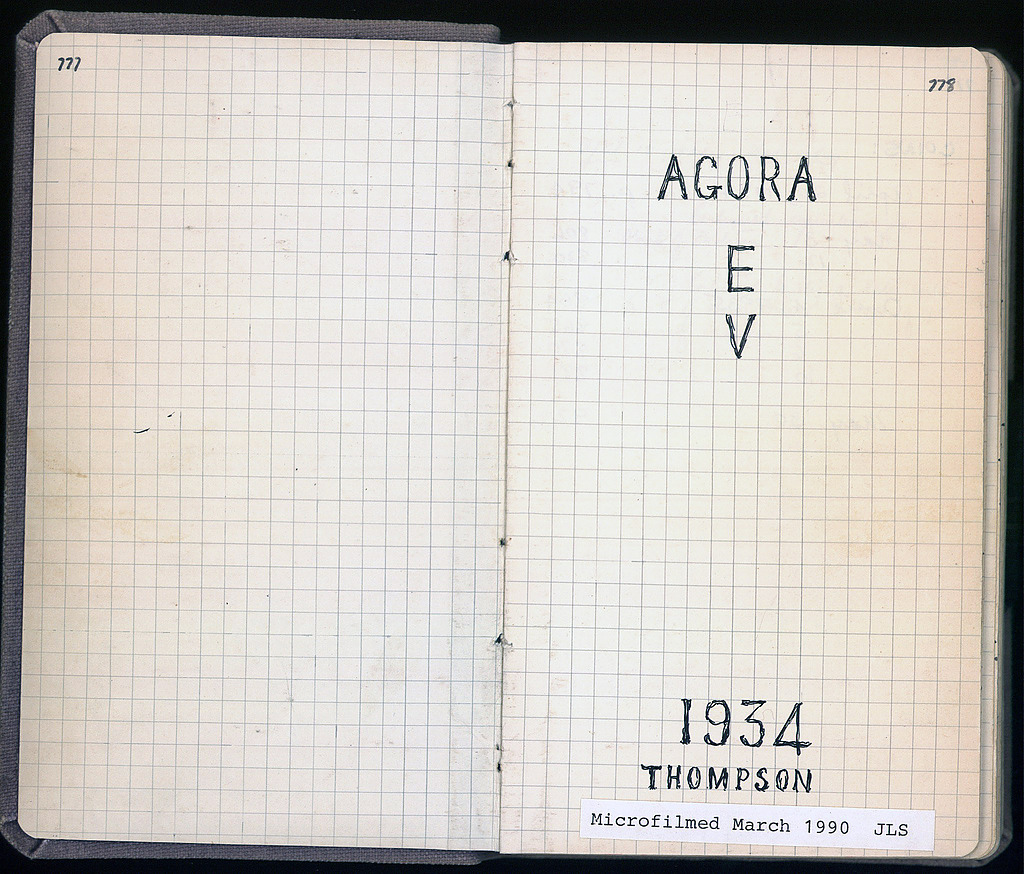 777
778
AGORA
E
V
1934
THOMPSON
Microfilmed March 1990 JLS